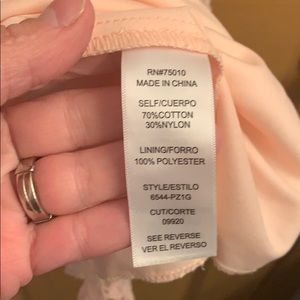 RN#75010
MADE IN CHINA
SELF/CUERPO
70%COTTON
30%NYLON
LINING/FORRO
100% POLYESTER
STYLE/ESTILO
6544-PZ1G
CUT/CORTE
09920
SEE REVERSE
VER EL REVERSO